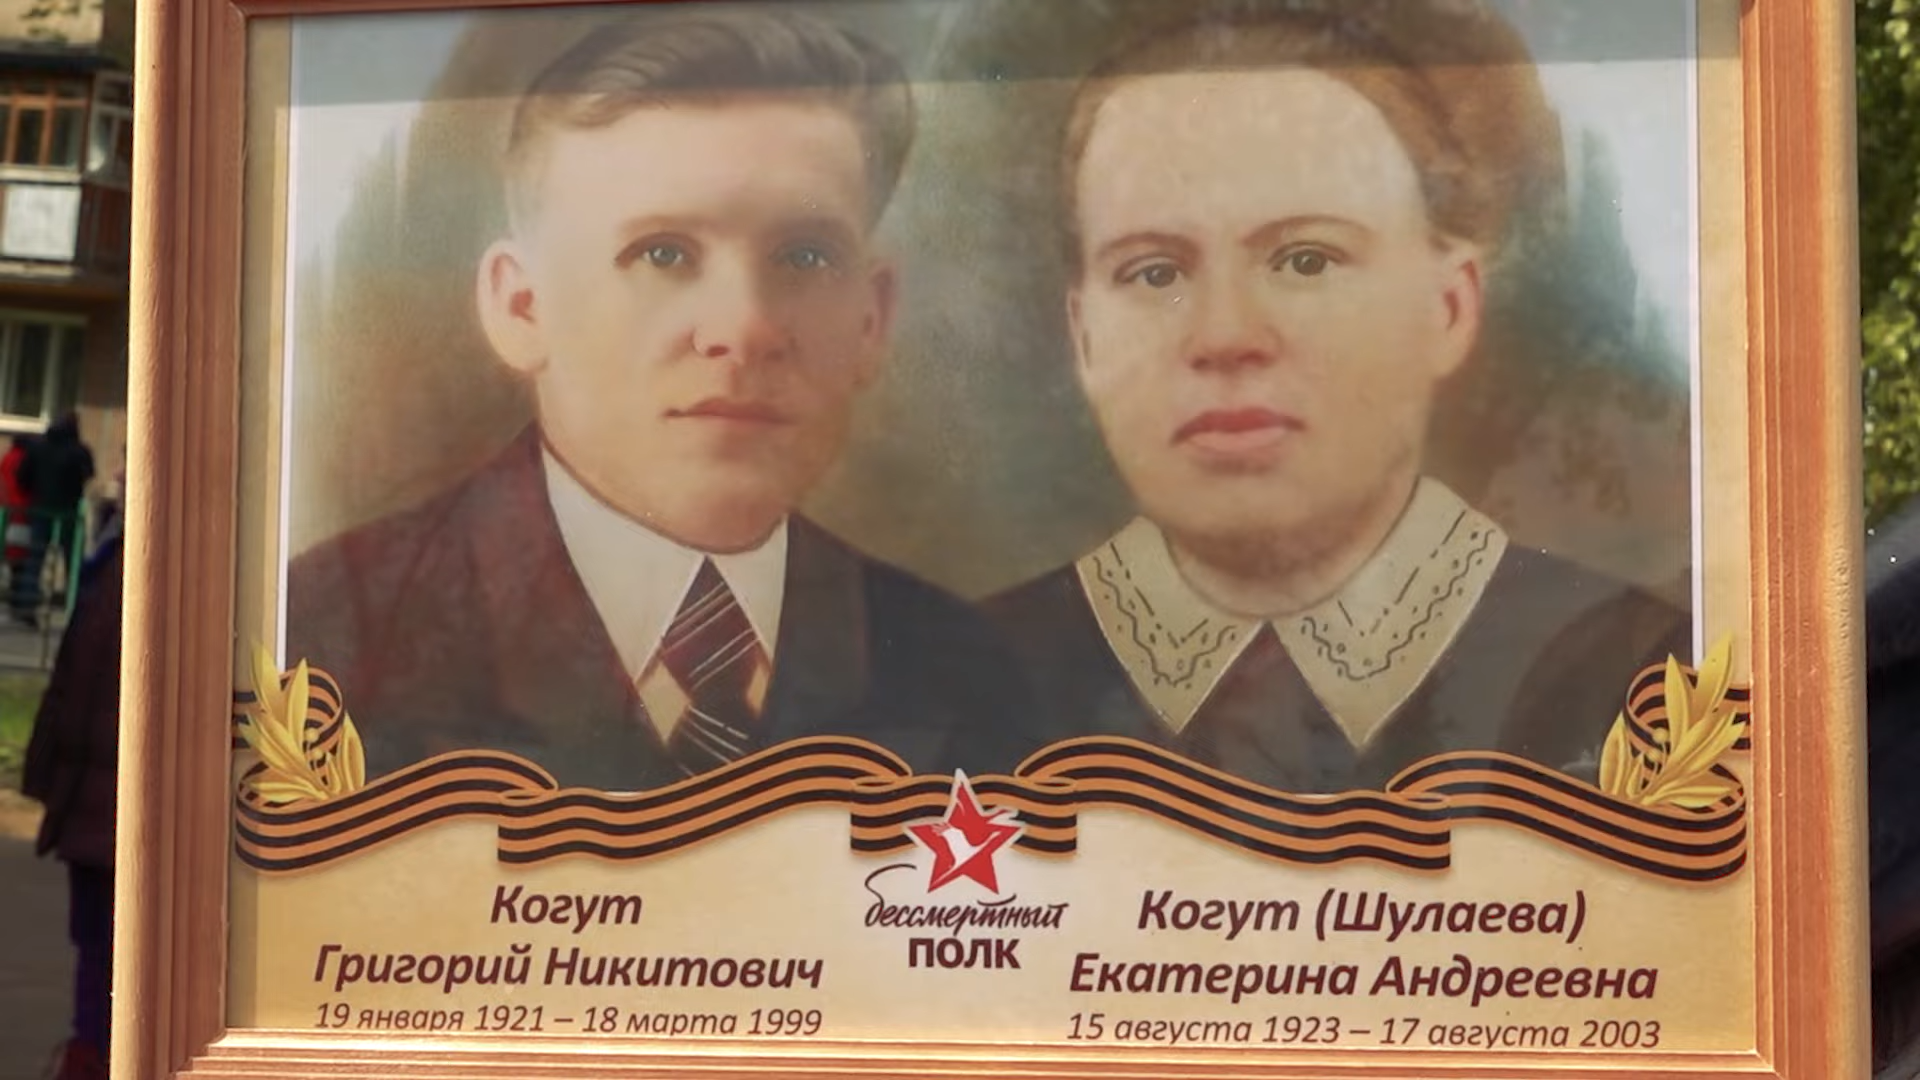 Когут
Григорий Никитович
19 января 1921 – 18 марта 1999
бессмертный
ПОЛК
Когут (Шулаева)
Екатерина Андреевна
15 августа 1923 – 17 августа 2003